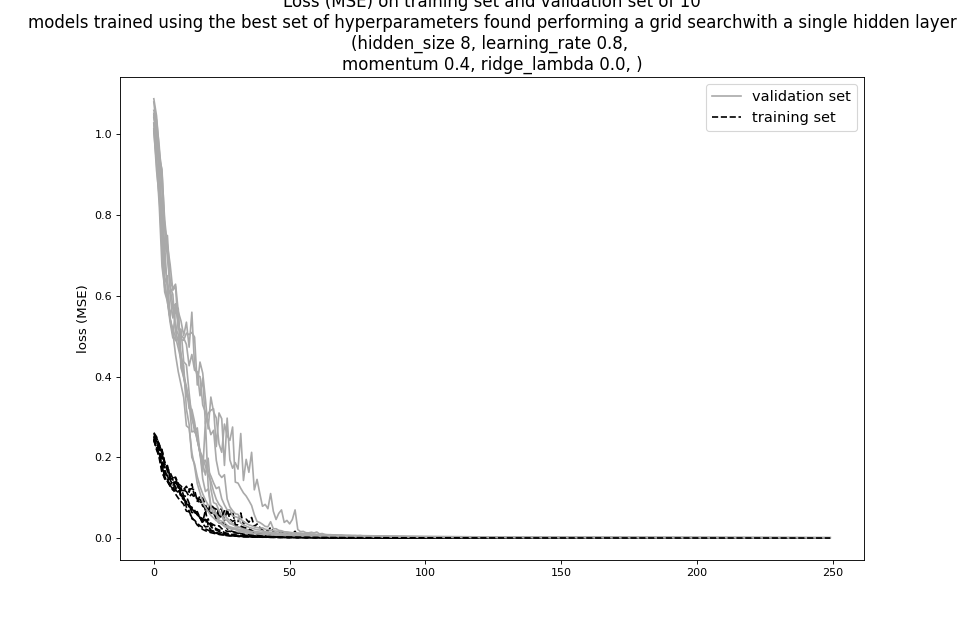 Loss (MSE) on training set and validation set of 10
models trained using the best set of hyperparameters found performing a grid searchwith a single hidden layer
(hidden_size 8, learning_rate 0.8,
momentum 0.4, ridge_lambda 0.0, )
validation set
training set
1.0
0.8
0.6
0.4
0.2
0.0
loss (MSE)
0 50 100 150 200 250